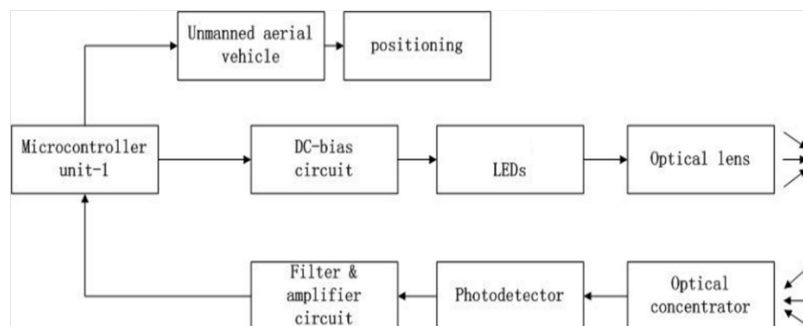 Unmanned aerial
vehicle
positioning
Microcontroller
unit-1
DC-bias
circuit
LEDs
Optical lens
Filter &
amplifier
circuit
Photodetector
Optical
concentrator